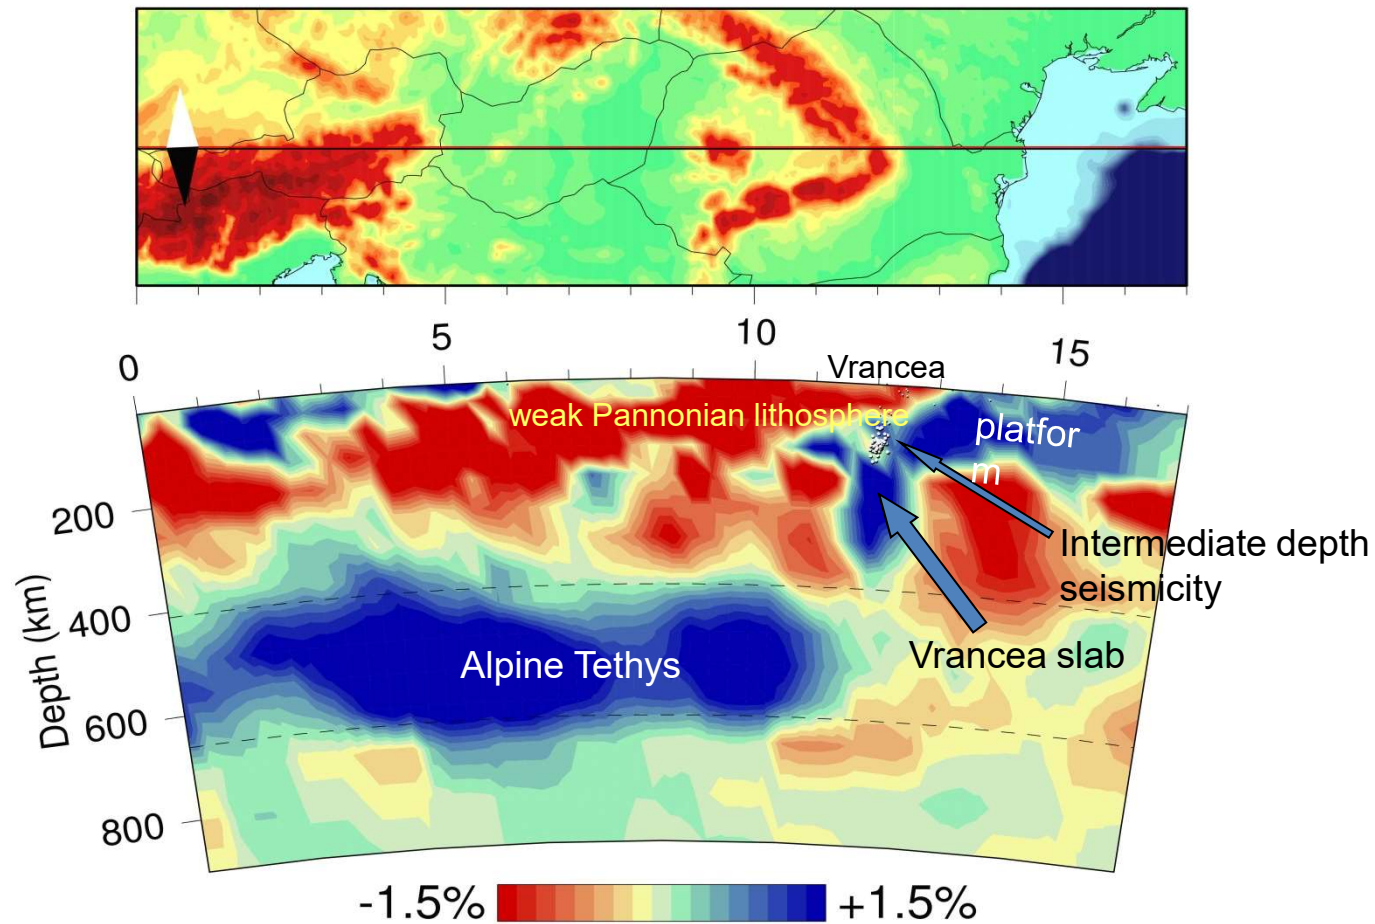 5
10
15
0
Vrancea
weak Pannonian lithosphere
platfor
m
200
Intermediate depth
seismicity
400
Vrancea slab
Alpine Tethys
Depth (km)
600
800
-1.5%
+1.5%